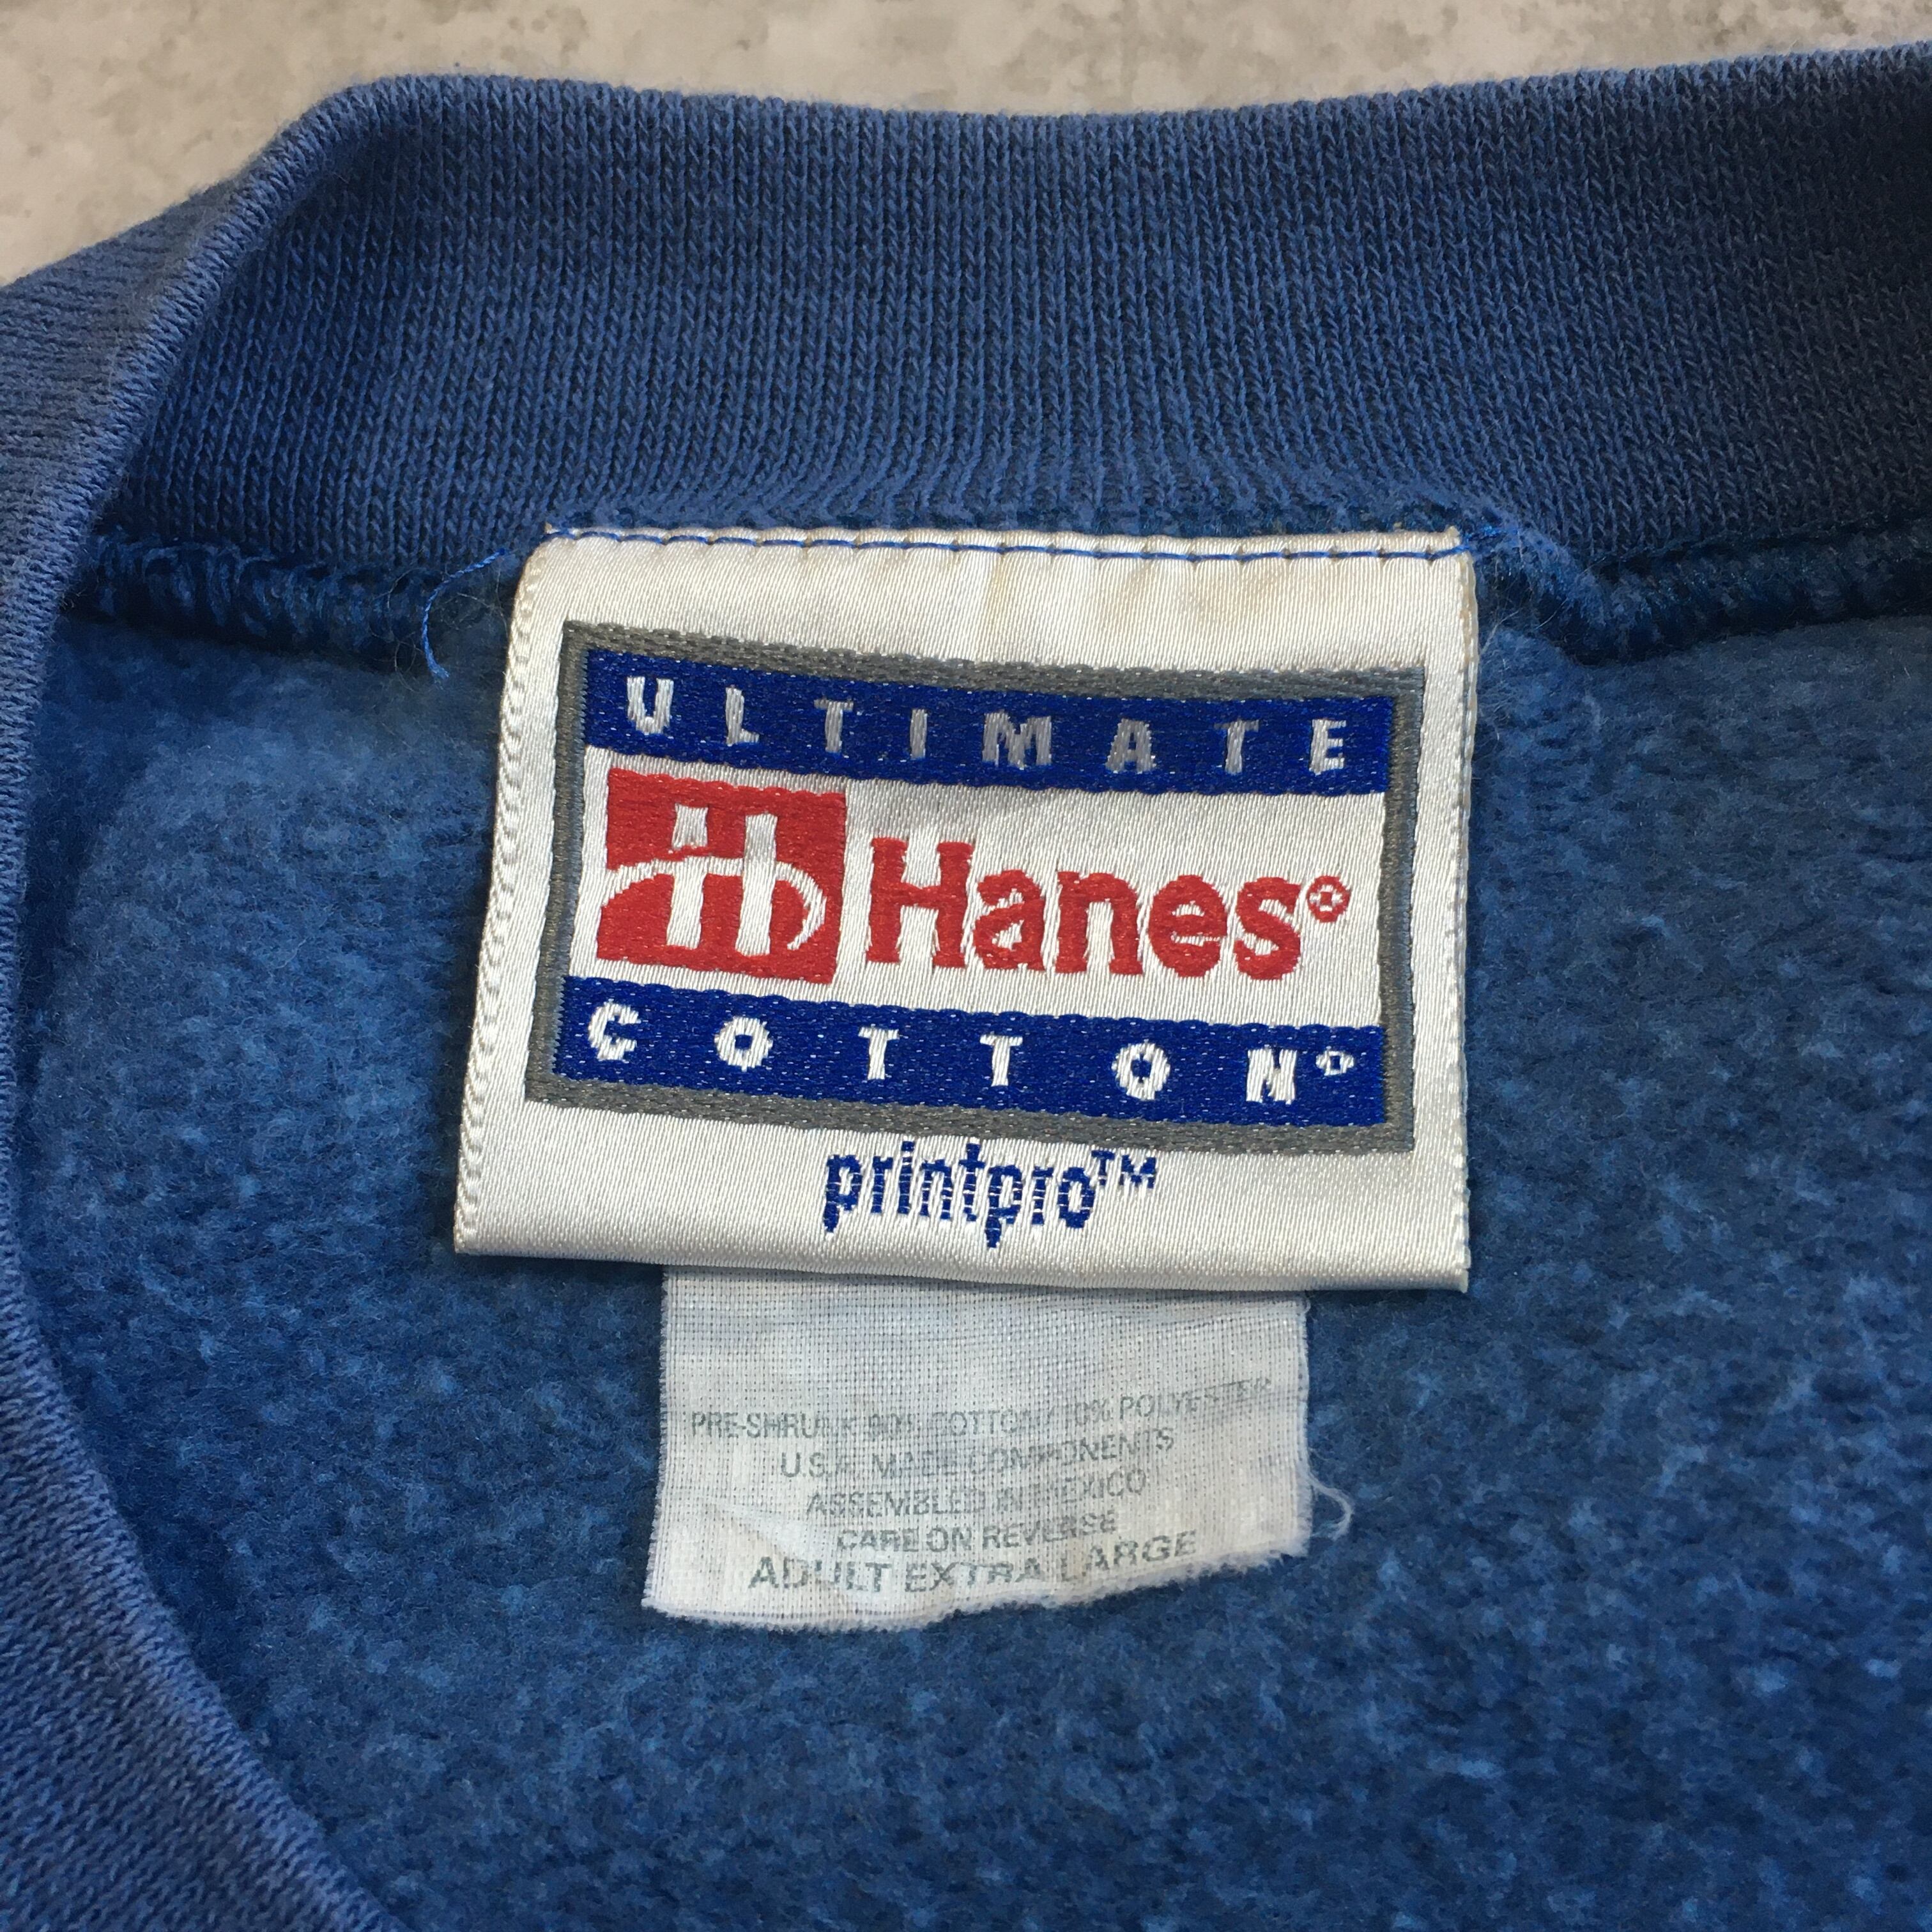 ULTIMATE
Hanes®
COTTON®
printpro™
PRE-SHRUNK 90% COTTON / 10% POLYESTER
U.S.A. MADE COMPONENTS
ASSEMBLED IN MEXICO
CARE ON REVERSE
ADULT EXTRA LARGE